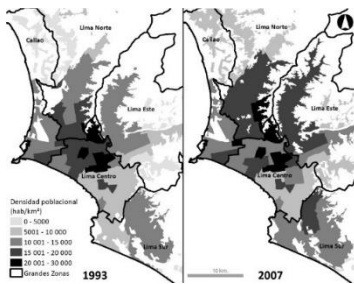 Lima Norte
Callao
Lima Este
Lima Centro
Lima Sur
Densidad poblacional
(hab/km²)
0 - 5000
5001 - 10 000
10 001 - 15 000
15 001 - 20 000
20 001 - 30 000
Grandes Zonas
1993
Lima Norte
Callao
Lima Este
Lima Centro
Lima Sur
10 km
2007
N